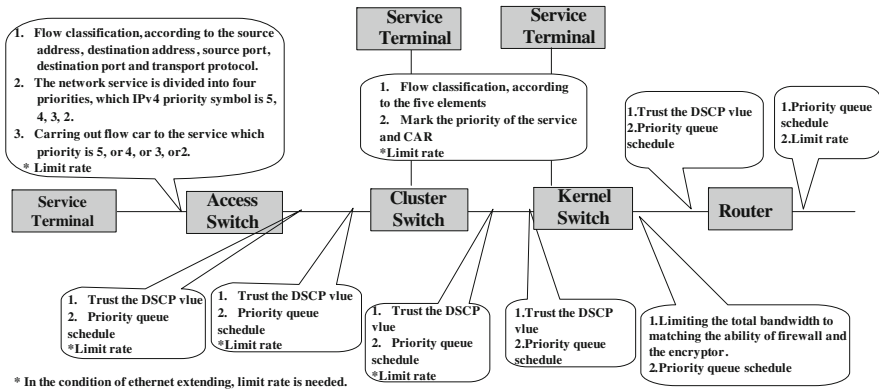 1. Flow classification, according to the source
address, destination address, source port,
destination port and transport protocol.
2. The network service is divided into four
priorities, which IPv4 priority symbol is 5,
4, 3, 2.
3. Carring out flow car to the service which
priority is 5, or 4, or 3, or2.
* Limit rate
Service
Terminal
Service
Terminal
1. Flow classification, according
to the five elements
2. Mark the priority of the service
and CAR
*Limit rate
1.Trust the DSCP vlue
2.Priority queue
schedule
1.Priority queue
schedule
2.Limit rate
Service
Terminal
Access
Switch
Cluster
Switch
Kernel
Switch
Router
1. Trust the DSCP vlue
2. Priority queue
schedule
*Limit rate
1. Trust the DSCP vlue
2. Priority queue
schedule
*Limit rate
1. Trust the DSCP
vlue
2. Priority queue
schedule
*Limit rate
1.Trust the DSCP
vlue
2.Priority queue
schedule
1.Limiting the total bandwidth to
matching the ability of firewall and
the encryptor.
2.Priority queue schedule
* In the condition of ethernet extending, limit rate is needed.